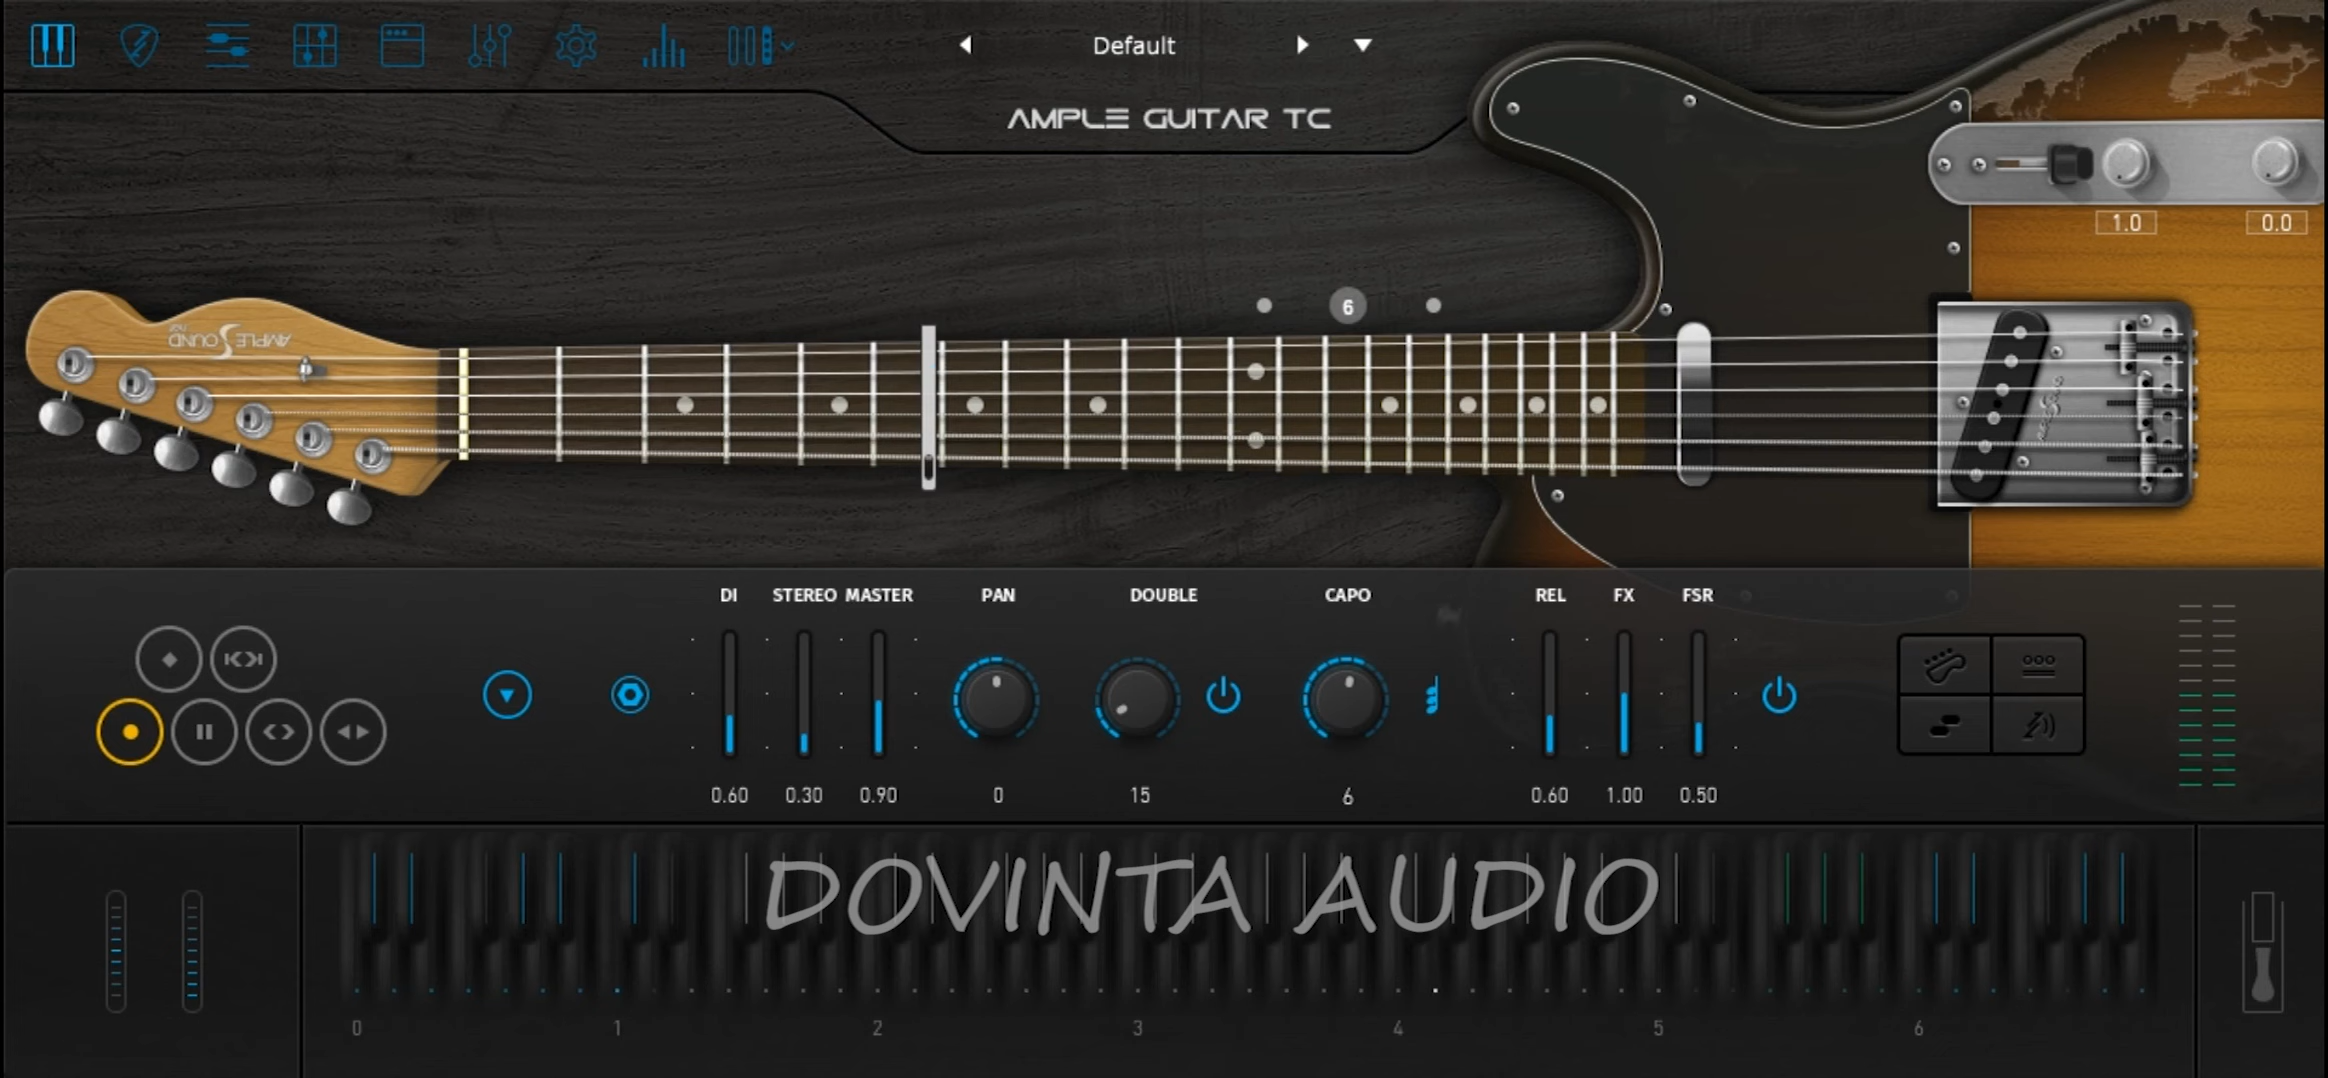 Default
AMPLE GUITAR TC
1.0 0.0
6
AMPLE SOUND
DI STEREO MASTER PAN DOUBLE CAPO REL FX FSR
0.60 0.30 0.90 0 15 6 0.60 1.00 0.50
DOVINTA AUDIO
0 1 2 3 4 5 6